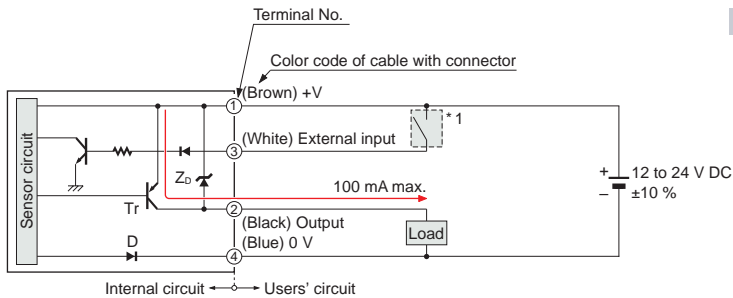 Terminal No.
Color code of cable with connector
(Brown) +V
1
* 1
(White) External input
3
Sensor circuit
ZD
100 mA max.
+ 12 to 24 V DC
– ±10 %
Tr
2
(Black) Output
Load
(Blue) 0 V
D
4
Internal circuit
Users' circuit